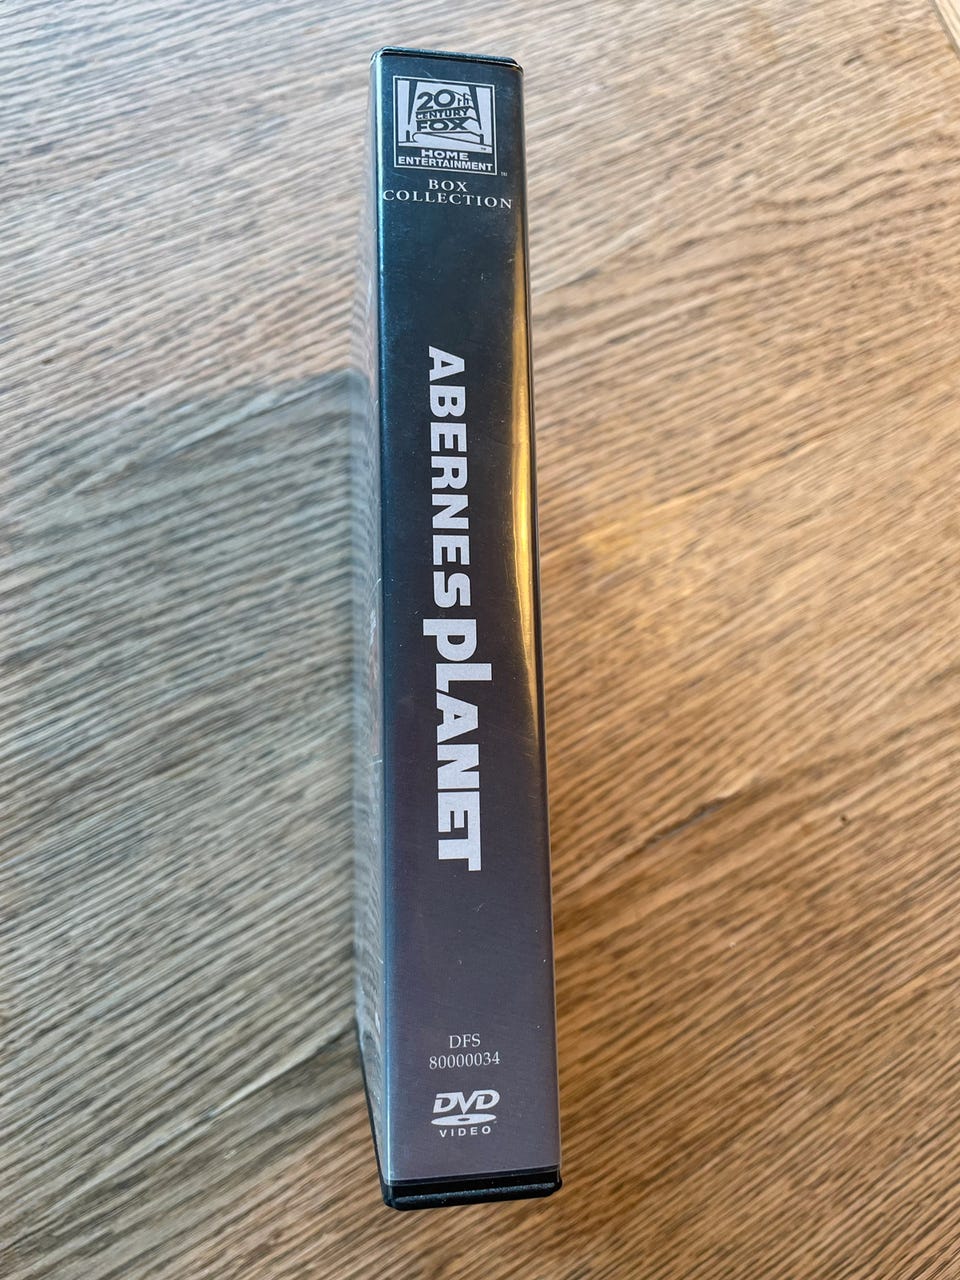 20th
CENTURY
FOX
HOME
ENTERTAINMENT
BOX
COLLECTION
ABERNES pLANET
DFS
80000034
DVD
VIDEO